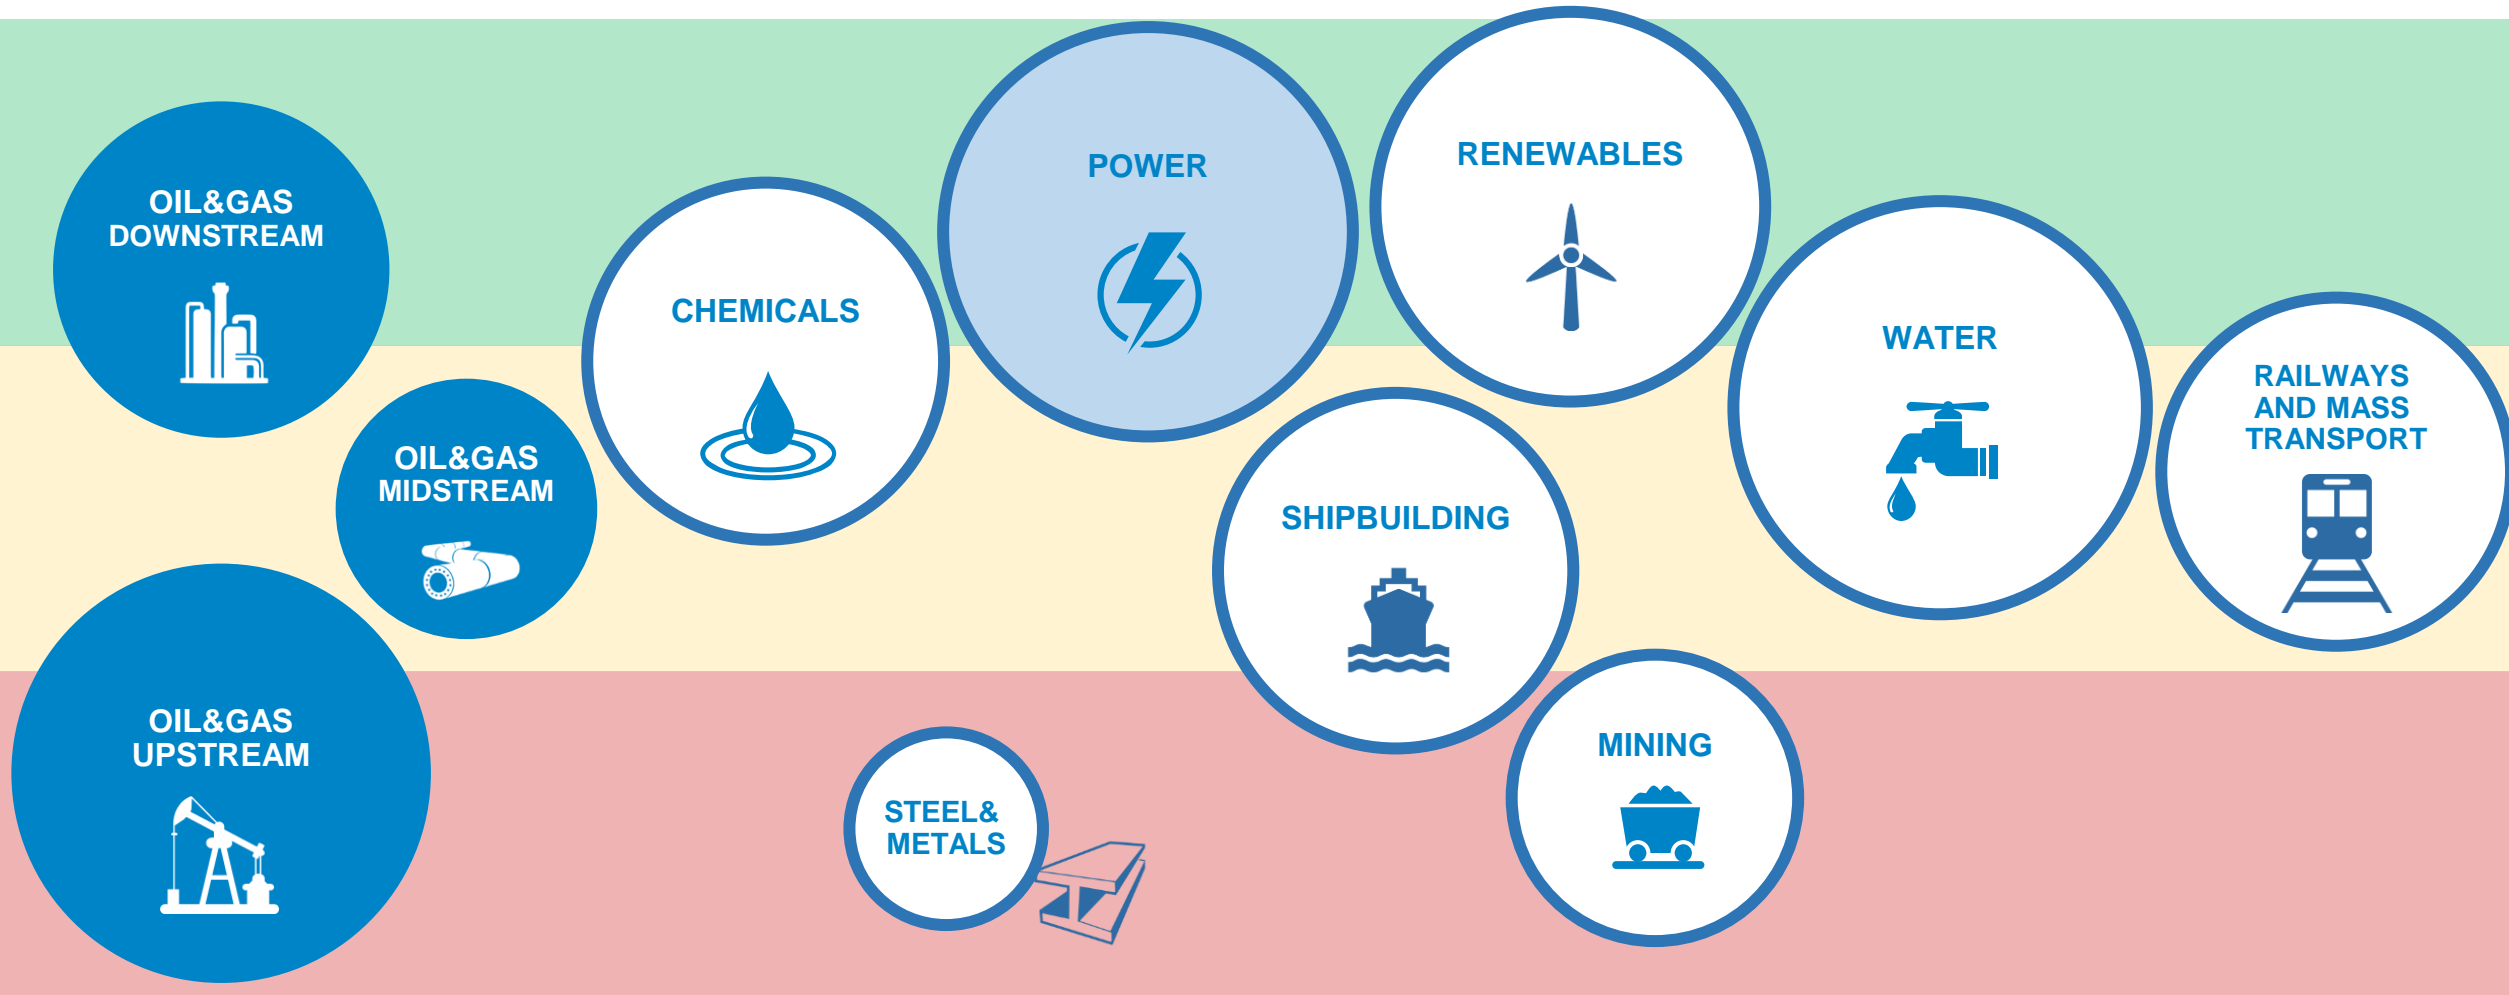 OIL&GAS
DOWNSTREAM
OIL&GAS
MIDSTREAM
OIL&GAS
UPSTREAM
CHEMICALS
POWER
RENEWABLES
WATER
RAILWAYS
AND MASS
TRANSPORT
SHIPBUILDING
STEEL&
METALS
MINING